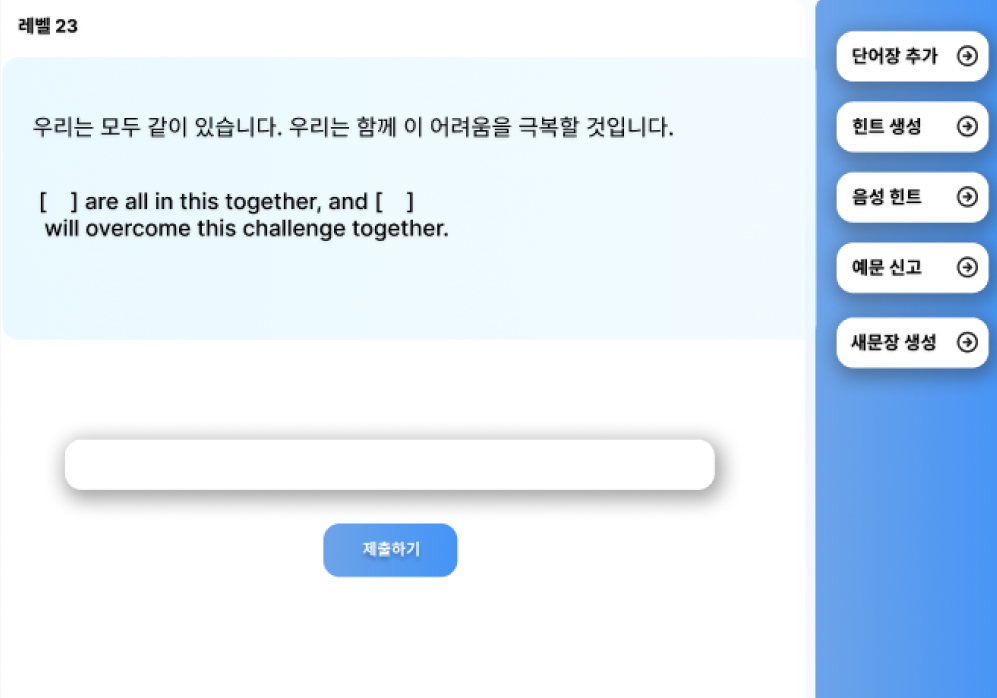 레벨 23
우리는 모두 같이 있습니다. 우리는 함께 이 어려움을 극복할 것입니다.
[ ] are all in this together, and [ ]
will overcome this challenge together.
제출하기
단어장 추가
힌트 생성
음성 힌트
예문 신고
새문장 생성